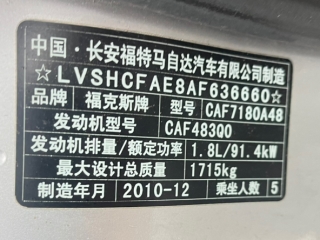 中国·长安福特马自达汽车有限公司制造
☆LVSHCFAE8AF636660☆
品牌 福克斯牌 型号 CAF7180A48
发动机型号 CAF483Q0
发动机排量/额定功率 1.8L/91.4kW
最大设计总质量 1715kg
制造年月 2010-12 乘坐人数 5